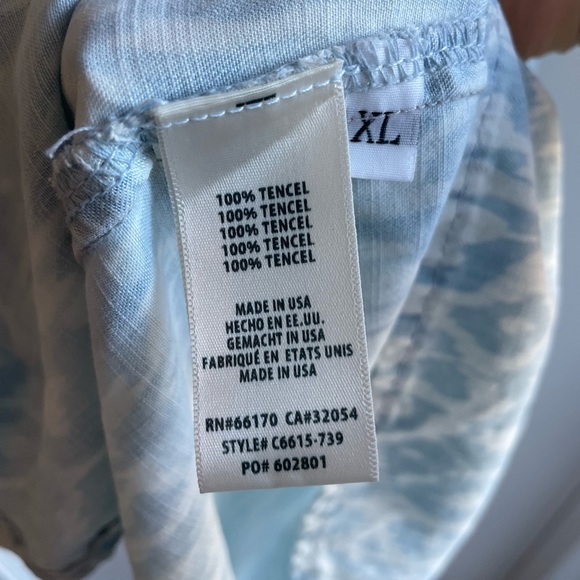 XL
100% TENCEL
100% TENCEL
100% TENCEL
100% TENCEL
100% TENCEL
MADE IN USA
HECHO EN EE.UU.
GEMACHT IN USA
FABRIQUÉ EN ETATS UNIS
MADE IN USA
RN#66170 CA#32054
STYLE# C6615-739
PO# 602801